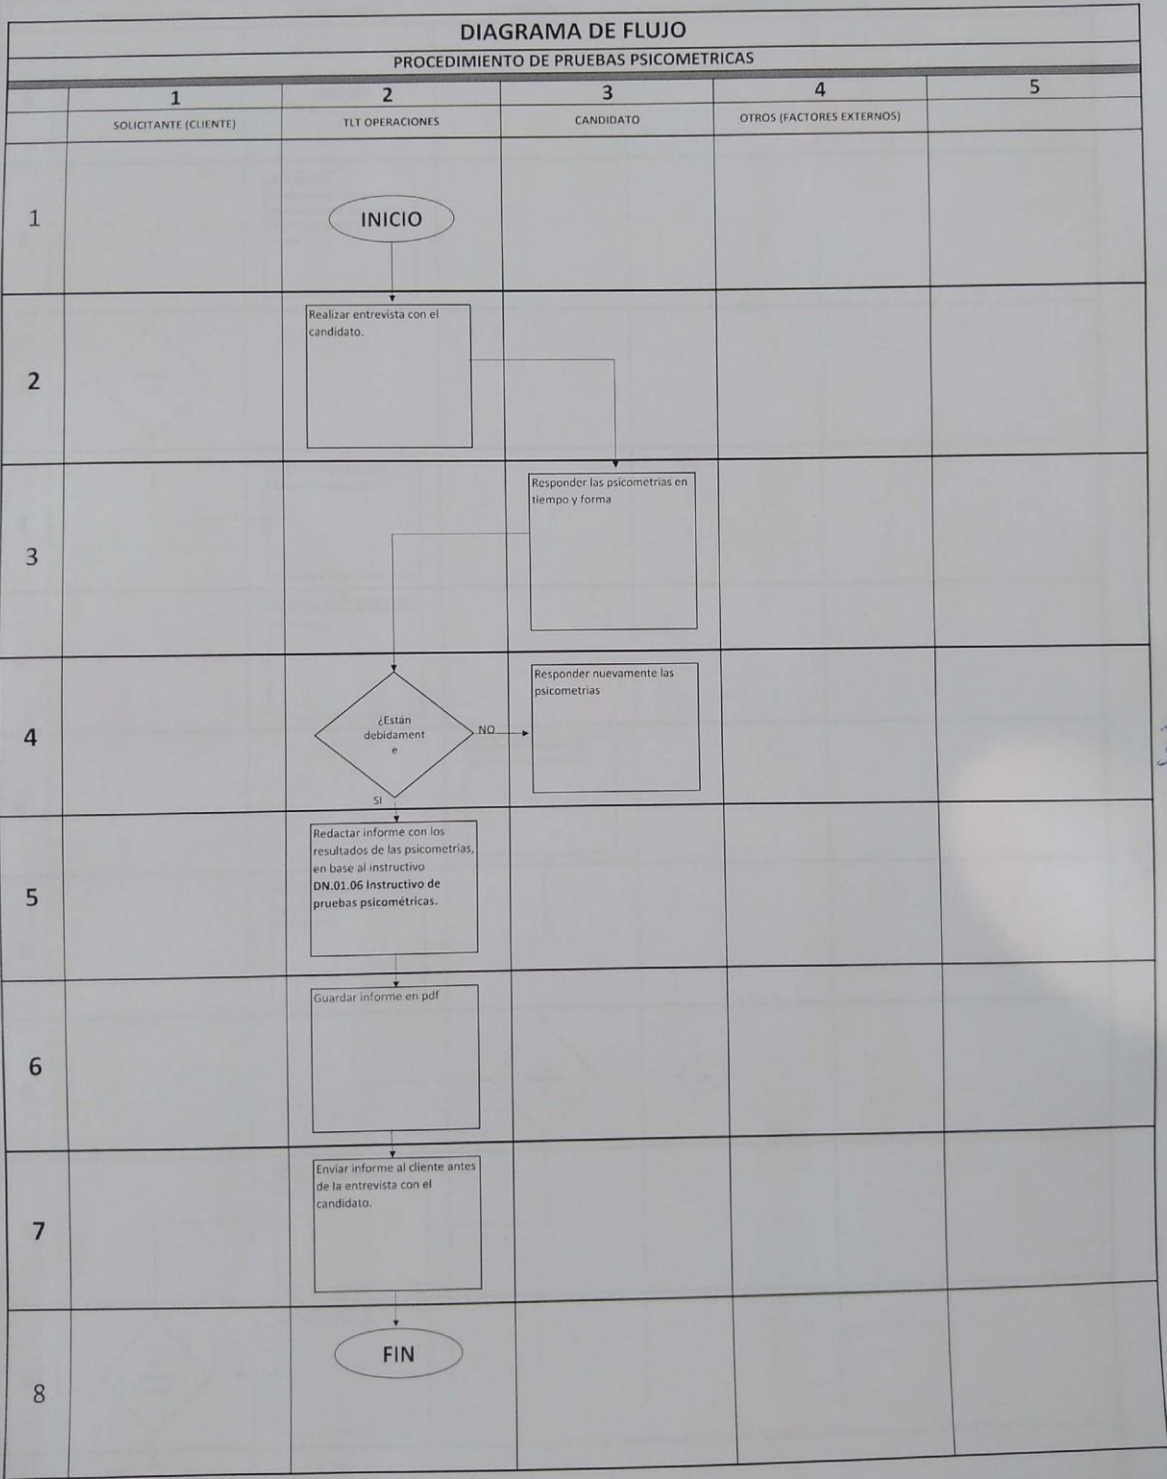 DIAGRAMA DE FLUJO
PROCEDIMIENTO DE PRUEBAS PSICOMETRICAS
1 2 3 4 5
SOLICITANTE (CLIENTE) TLT OPERACIONES CANDIDATO OTROS (FACTORES EXTERNOS)
1
INICIO
2
Realizar entrevista con el
candidato.
3
Responder las psicometrias en
tiempo y forma
4
¿Están
debidament
e
NO
SI
Responder nuevamente las
psicometrias
5
Redactar informe con los
resultados de las psicometrías,
en base al instructivo
DN.01.06 Instructivo de
pruebas psicométricas.
6
Guardar informe en pdf
7
Enviar informe al cliente antes
de la entrevista con el
candidato.
8
FIN